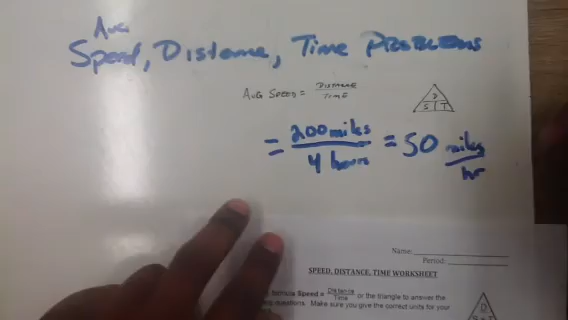 Avg
Speed, Distance, Time PROBLEMS
AVG SPEED = DISTANCE / TIME
D
S T
= 200 miles / 4 hours = 50 miles / hr
Name:
Period:
SPEED, DISTANCE, TIME WORKSHEET
formula Speed = Distance / Time or the triangle to answer the
questions. Make sure you give the correct units for your
D
S T